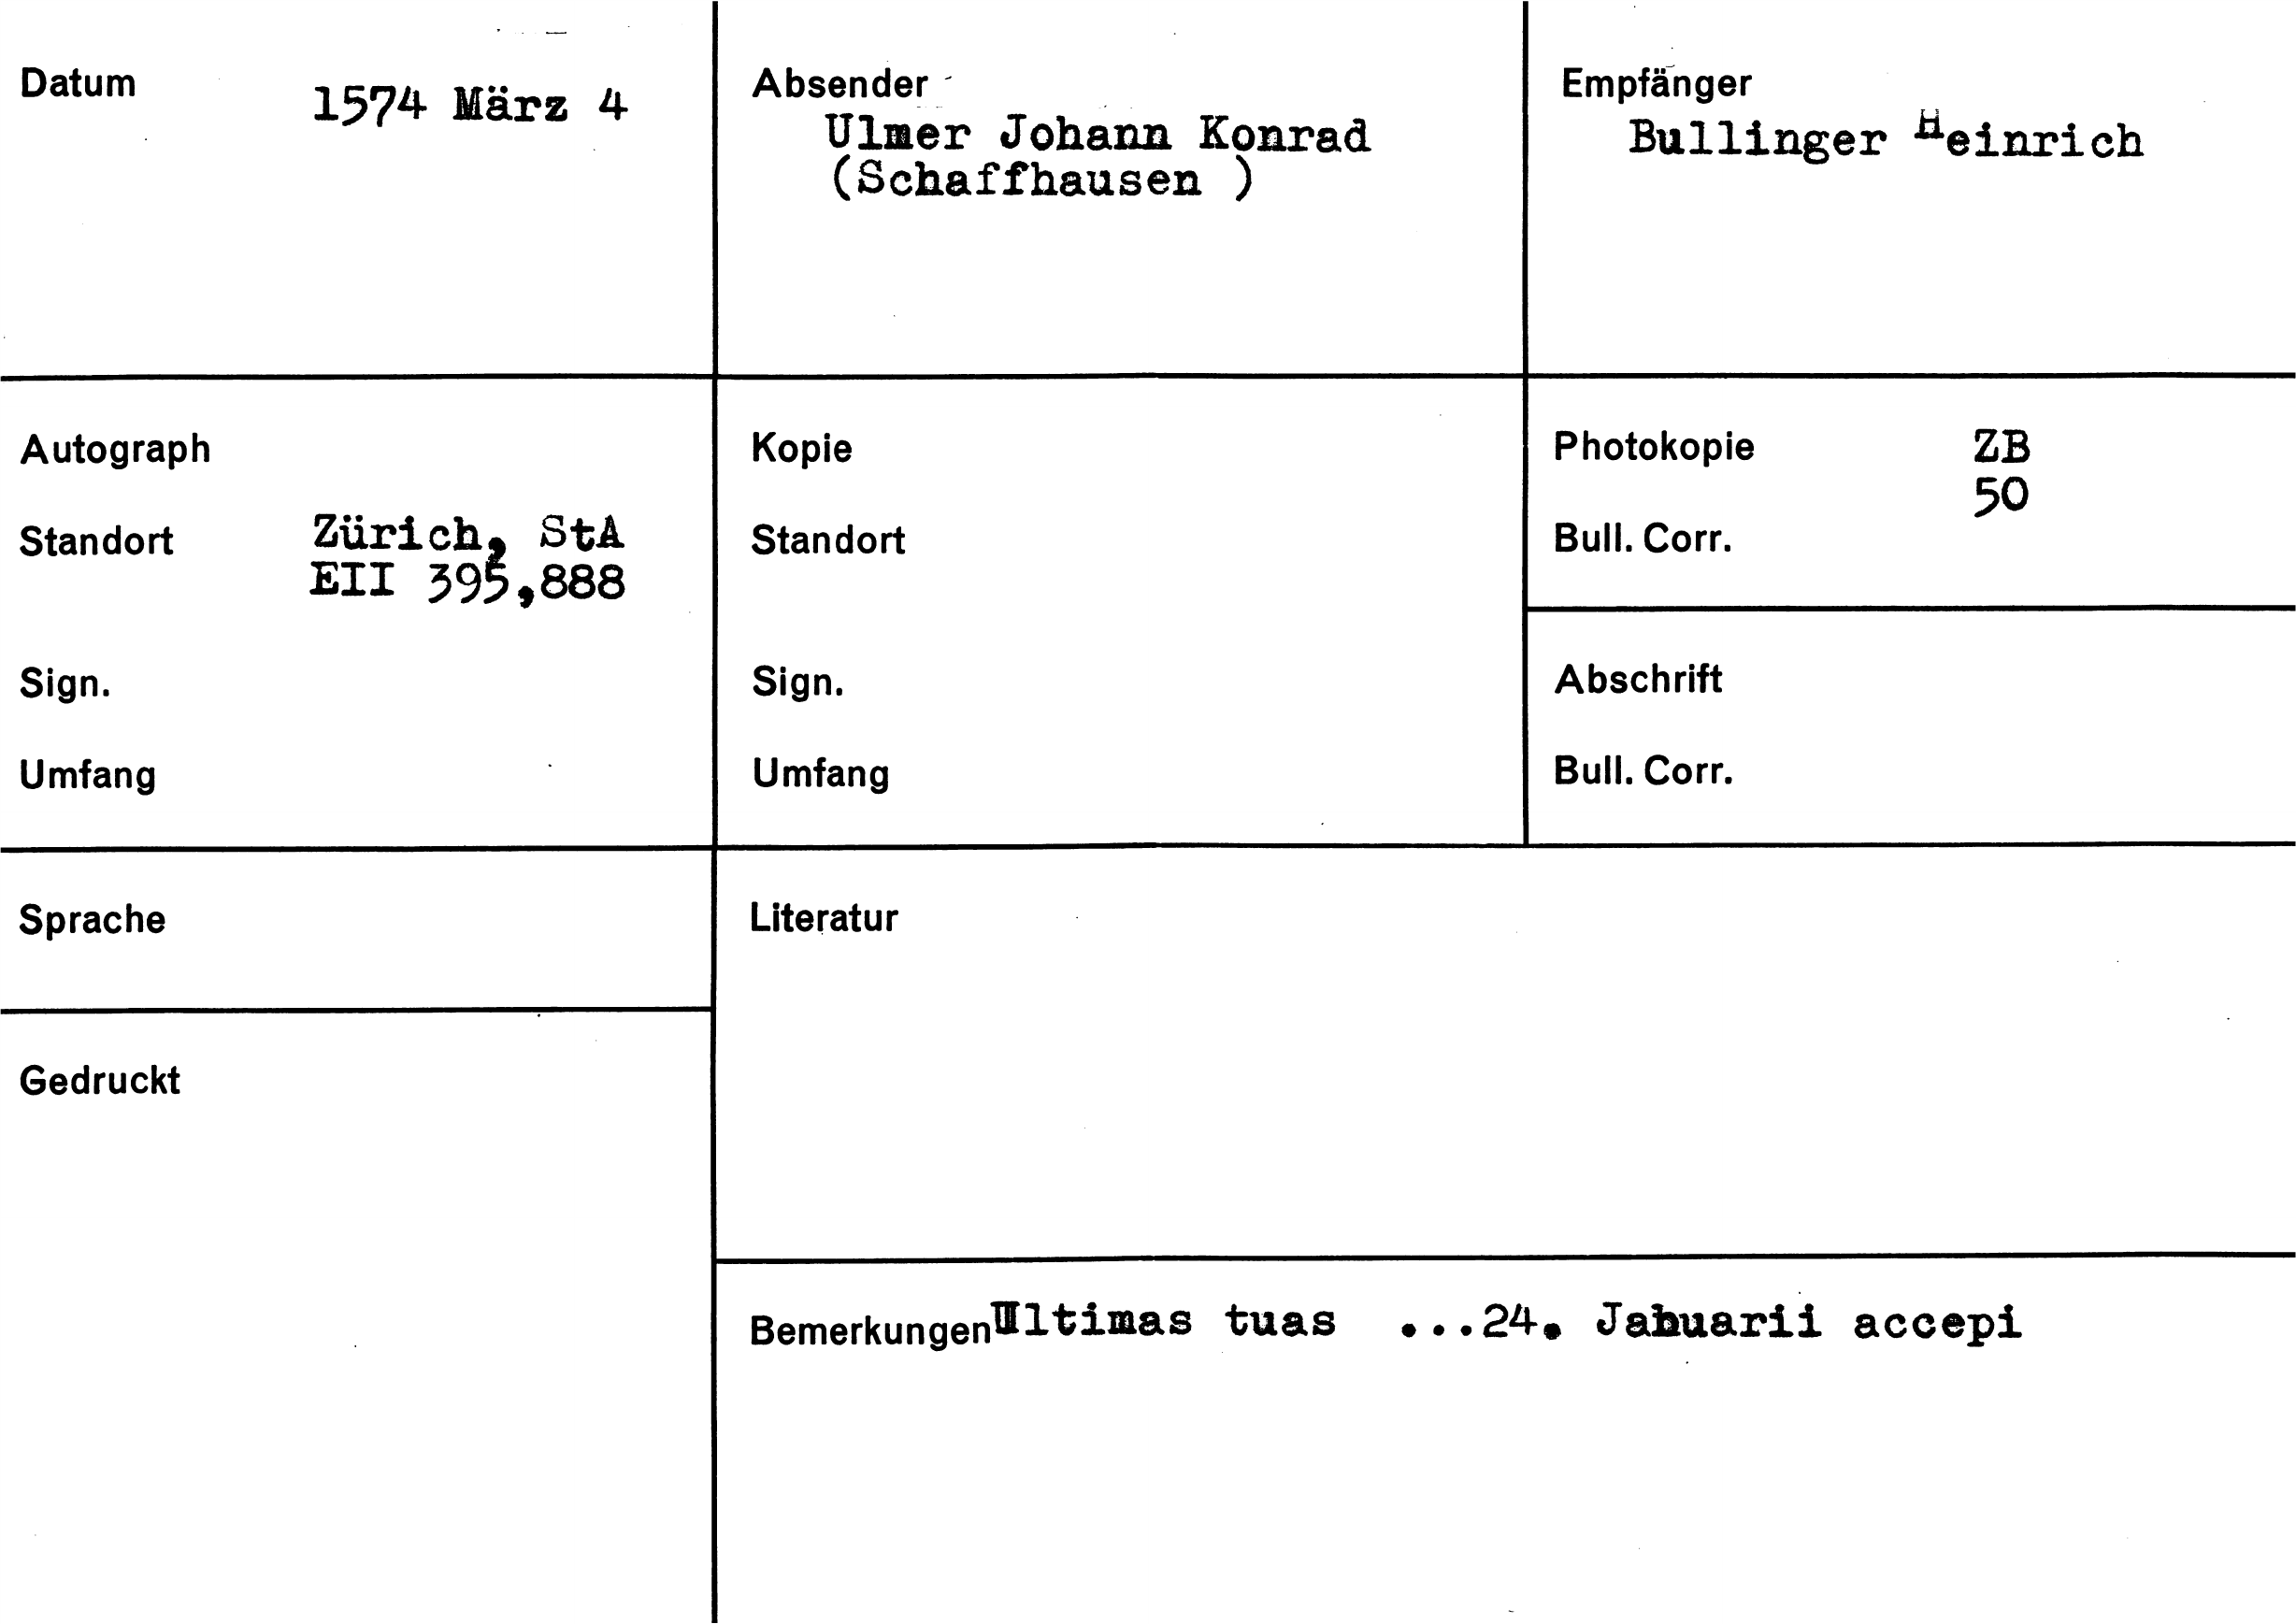 Datum
1574 März 4
Absender
Ulmer Johann Konrad
(Schaffhausen )
Empfänger
Bullinger Heinrich
Autograph
Standort
Zürich, StA
EII 395,888
Sign.
Umfang
Kopie
Standort
Sign.
Umfang
Photokopie ZB
50
Bull. Corr.
Abschrift
Bull. Corr.
Sprache
Gedruckt
Literatur
Bemerkungen Ultimas tuas ...24. Januarii accepi